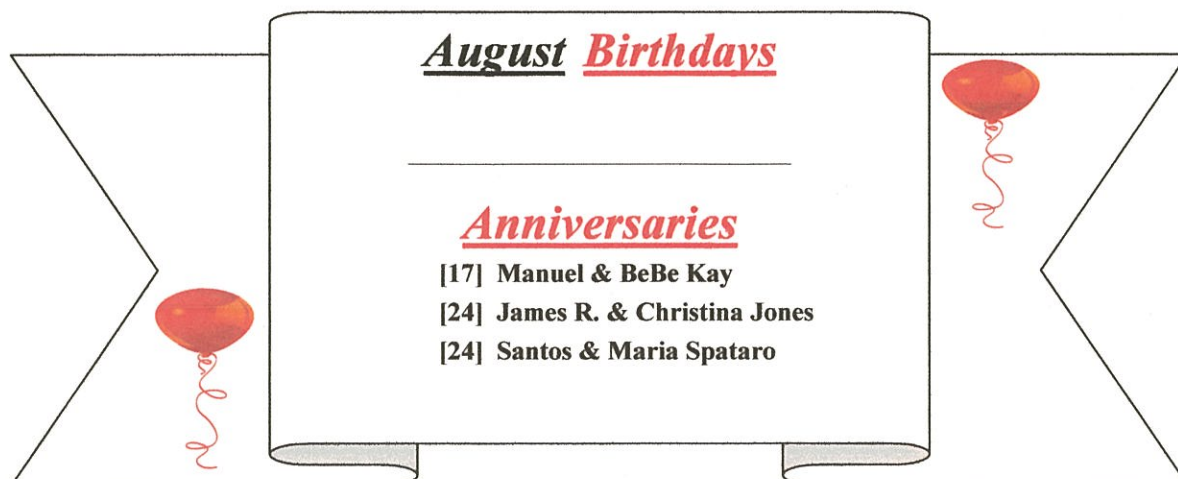 August Birthdays
Anniversaries
[17] Manuel & BeBe Kay
[24] James R. & Christina Jones
[24] Santos & Maria Spataro